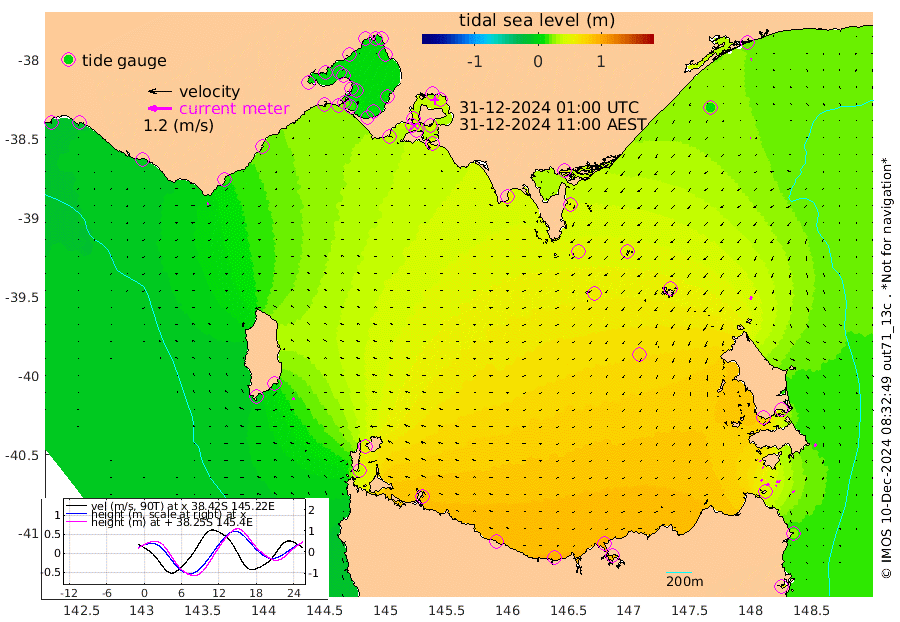 tidal sea level (m)
-1 0 1
tide gauge
velocity
current meter
1.2 (m/s)
31-12-2024 01:00 UTC
31-12-2024 11:00 AEST
-38
-38.5
-39
-39.5
-40
-40.5
-41
vel (m/s, 90T) at x 38.42S 145.22E
height (m, scale at right) at x
height (m) at + 38.25S 145.4E
1
0.5
0
-0.5
2
1
0
-1
-12 -6 0 6 12 18 24
200m
142.5 143 143.5 144 144.5 145 145.5 146 146.5 147 147.5 148 148.5
© IMOS 10-Dec-2024 08:32:49 out71_13c . *Not for navigation*